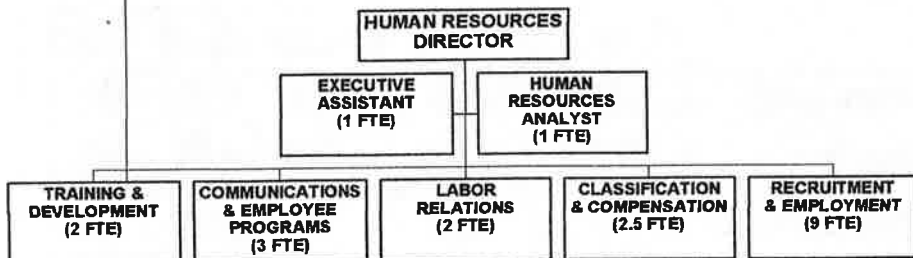 HUMAN RESOURCES
DIRECTOR
EXECUTIVE
ASSISTANT
(1 FTE)
HUMAN
RESOURCES
ANALYST
(1 FTE)
TRAINING &
DEVELOPMENT
(2 FTE)
COMMUNICATIONS
& EMPLOYEE
PROGRAMS
(3 FTE)
LABOR
RELATIONS
(2 FTE)
CLASSIFICATION
& COMPENSATION
(2.5 FTE)
RECRUITMENT
& EMPLOYMENT
(9 FTE)